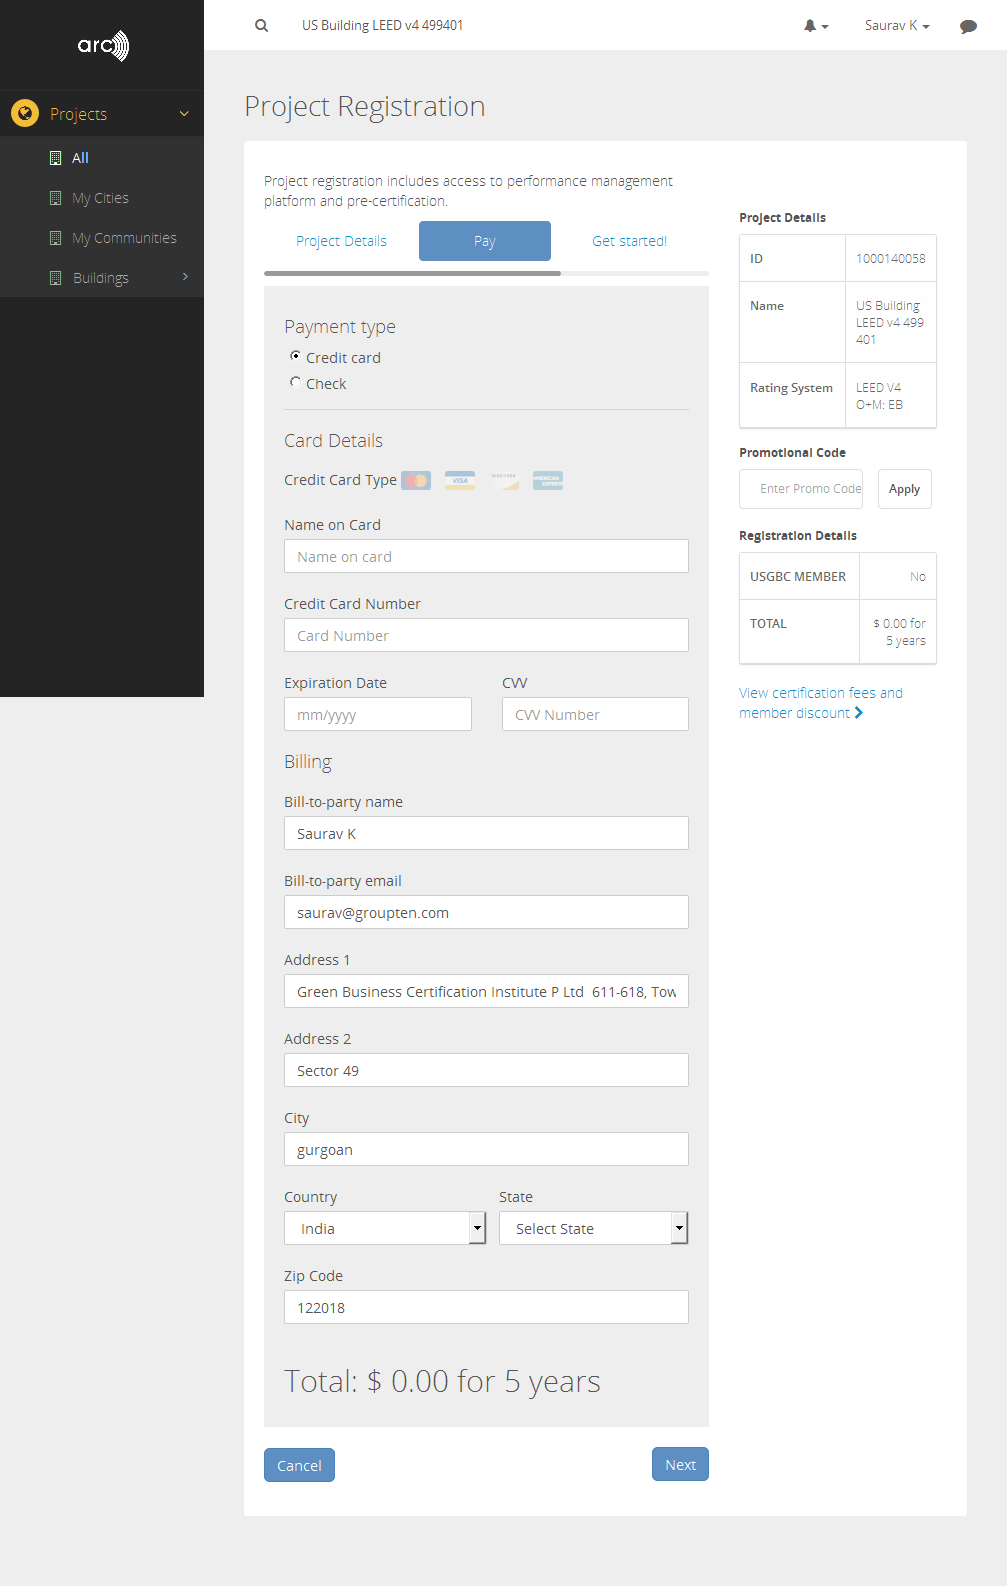 arc
US Building LEED v4 499401
Saurav K
Projects
All
My Cities
My Communities
Buildings
Project Registration
Project registration includes access to performance management
platform and pre-certification.
Project Details
Pay
Get started!
Payment type
Credit card
Check
Card Details
Credit Card Type
VISA
DISCOVER
AMERICAN
EXPRESS
Name on Card
Name on card
Credit Card Number
Card Number
Expiration Date
CVV
mm/yyyy
CVV Number
Billing
Bill-to-party name
Saurav K
Bill-to-party email
saurav@groupten.com
Address 1
Green Business Certification Institute P Ltd  611-618, Tow
Address 2
Sector 49
City
gurgoan
Country
State
India
Select State
Zip Code
122018
Total: $ 0.00 for 5 years
Cancel
Next
Project Details
ID
1000140058
Name
US Building
LEED v4 499
401
Rating System
LEED V4
O+M: EB
Promotional Code
Enter Promo Code
Apply
Registration Details
USGBC MEMBER
No
TOTAL
$ 0.00 for
5 years
View certification fees and
member discount